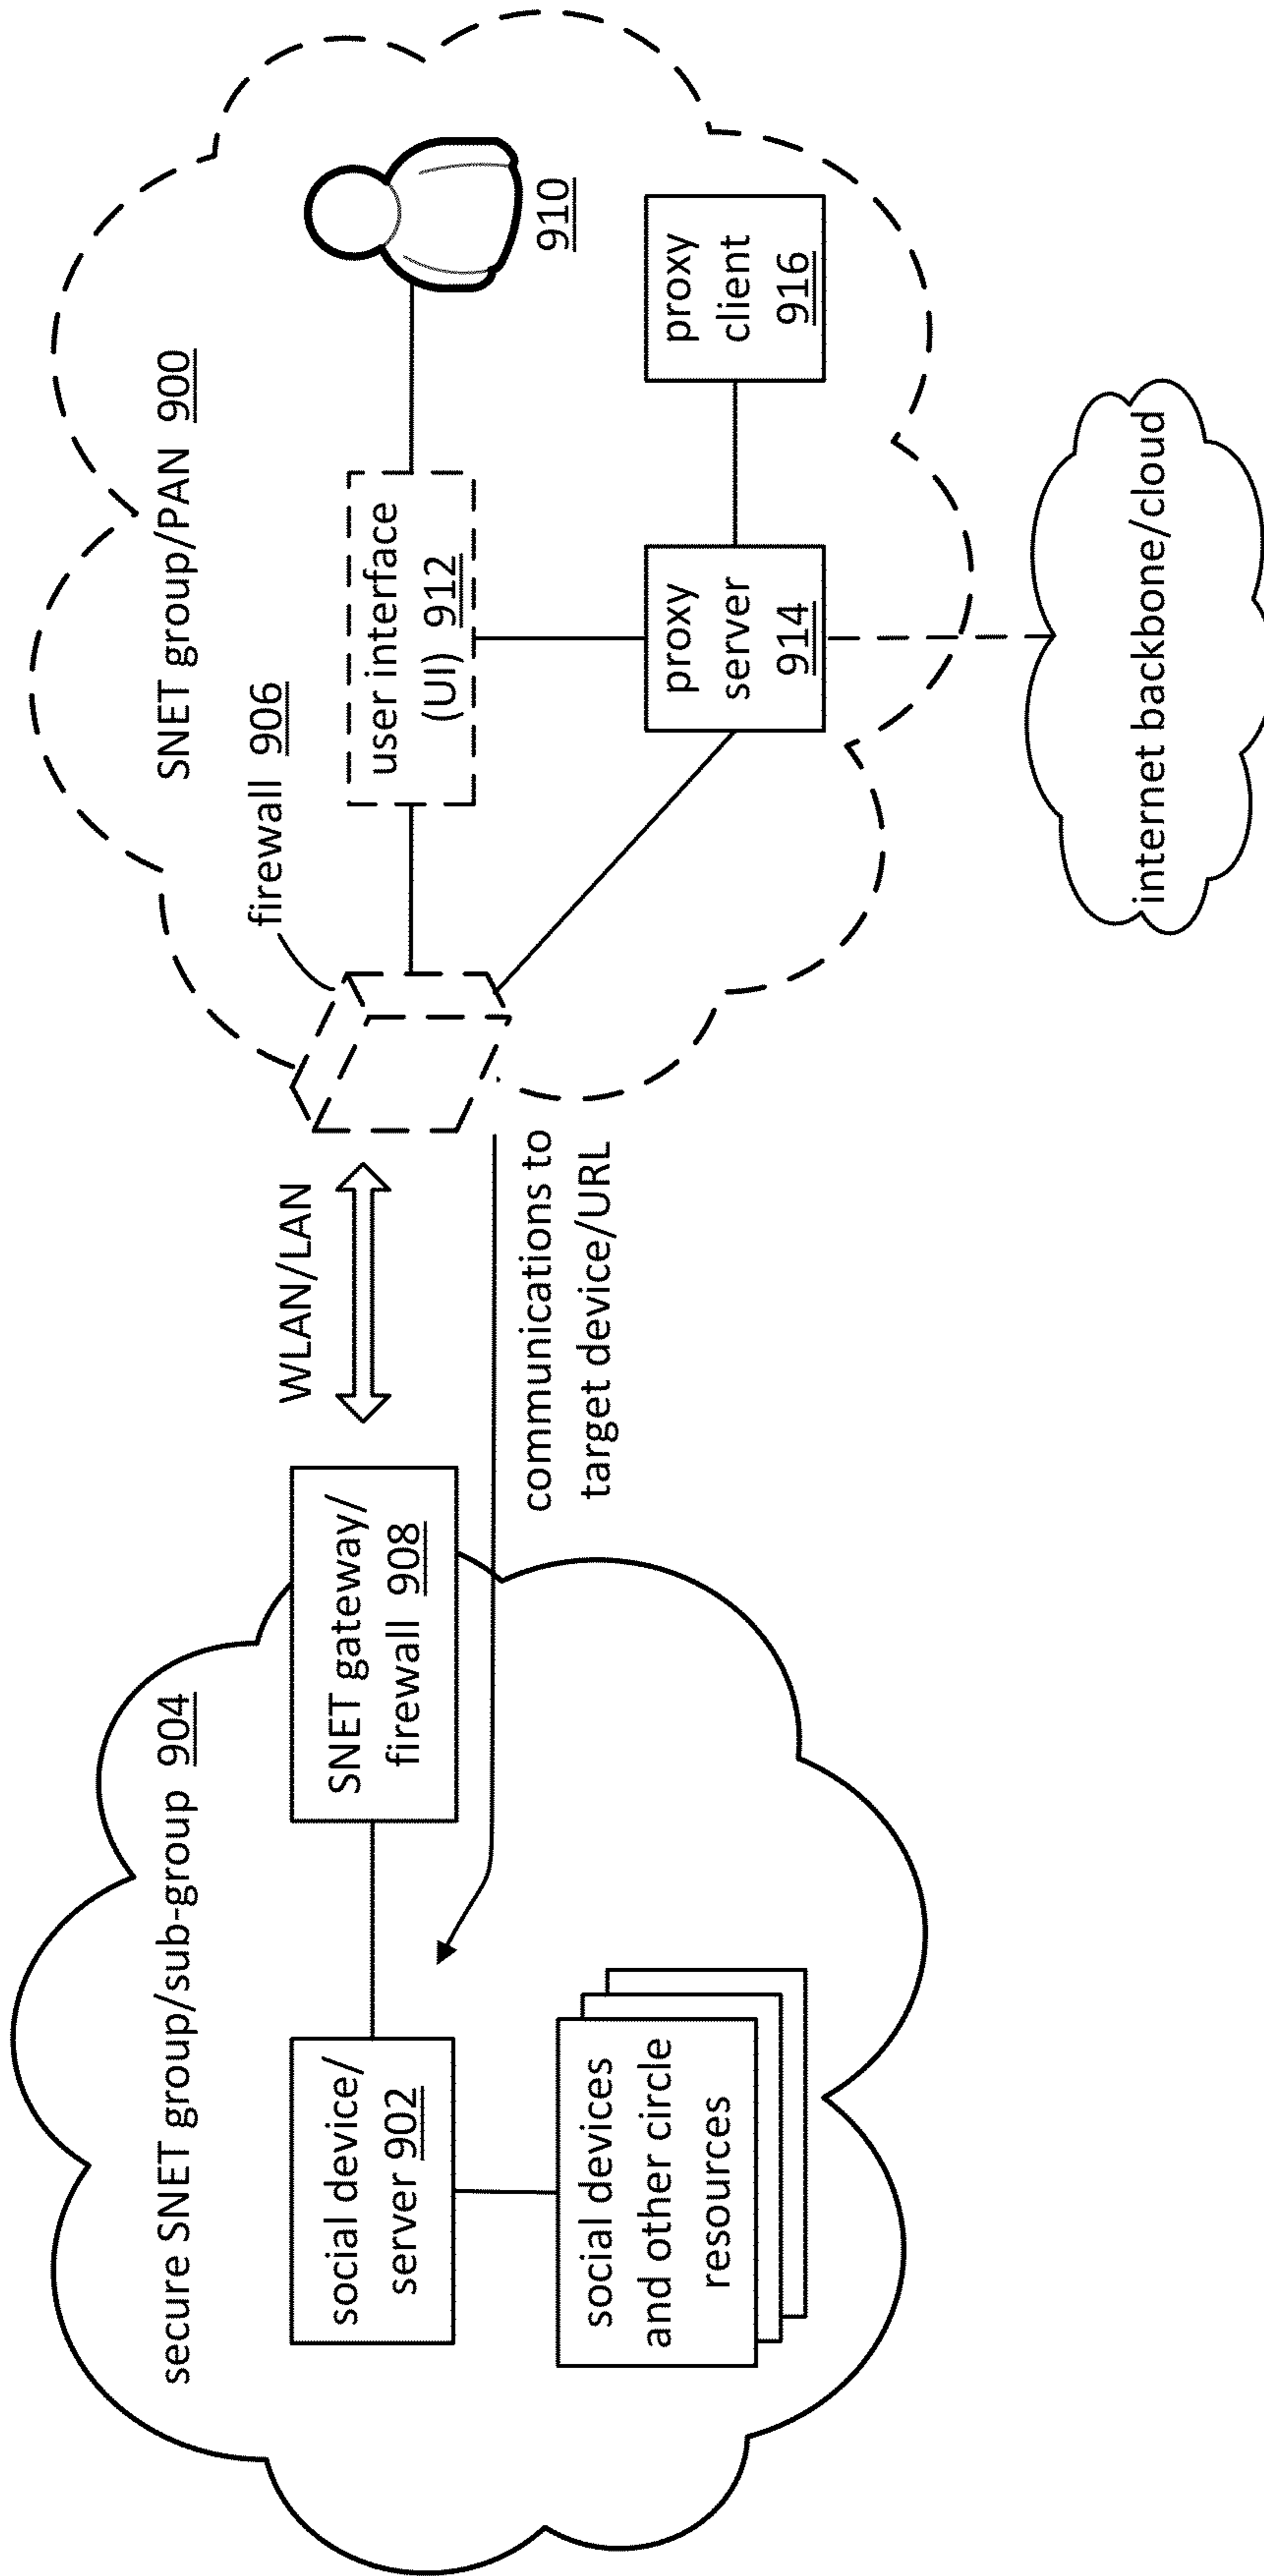 secure SNET group/sub-group 904
social device/
server 902
social devices
and other circle
resources
SNET gateway/
firewall 908
WLAN/LAN
communications to
target device/URL
SNET group/PAN 900
firewall 906
user interface
(UI) 912
910
proxy
server
914
proxy
client
916
internet backbone/cloud